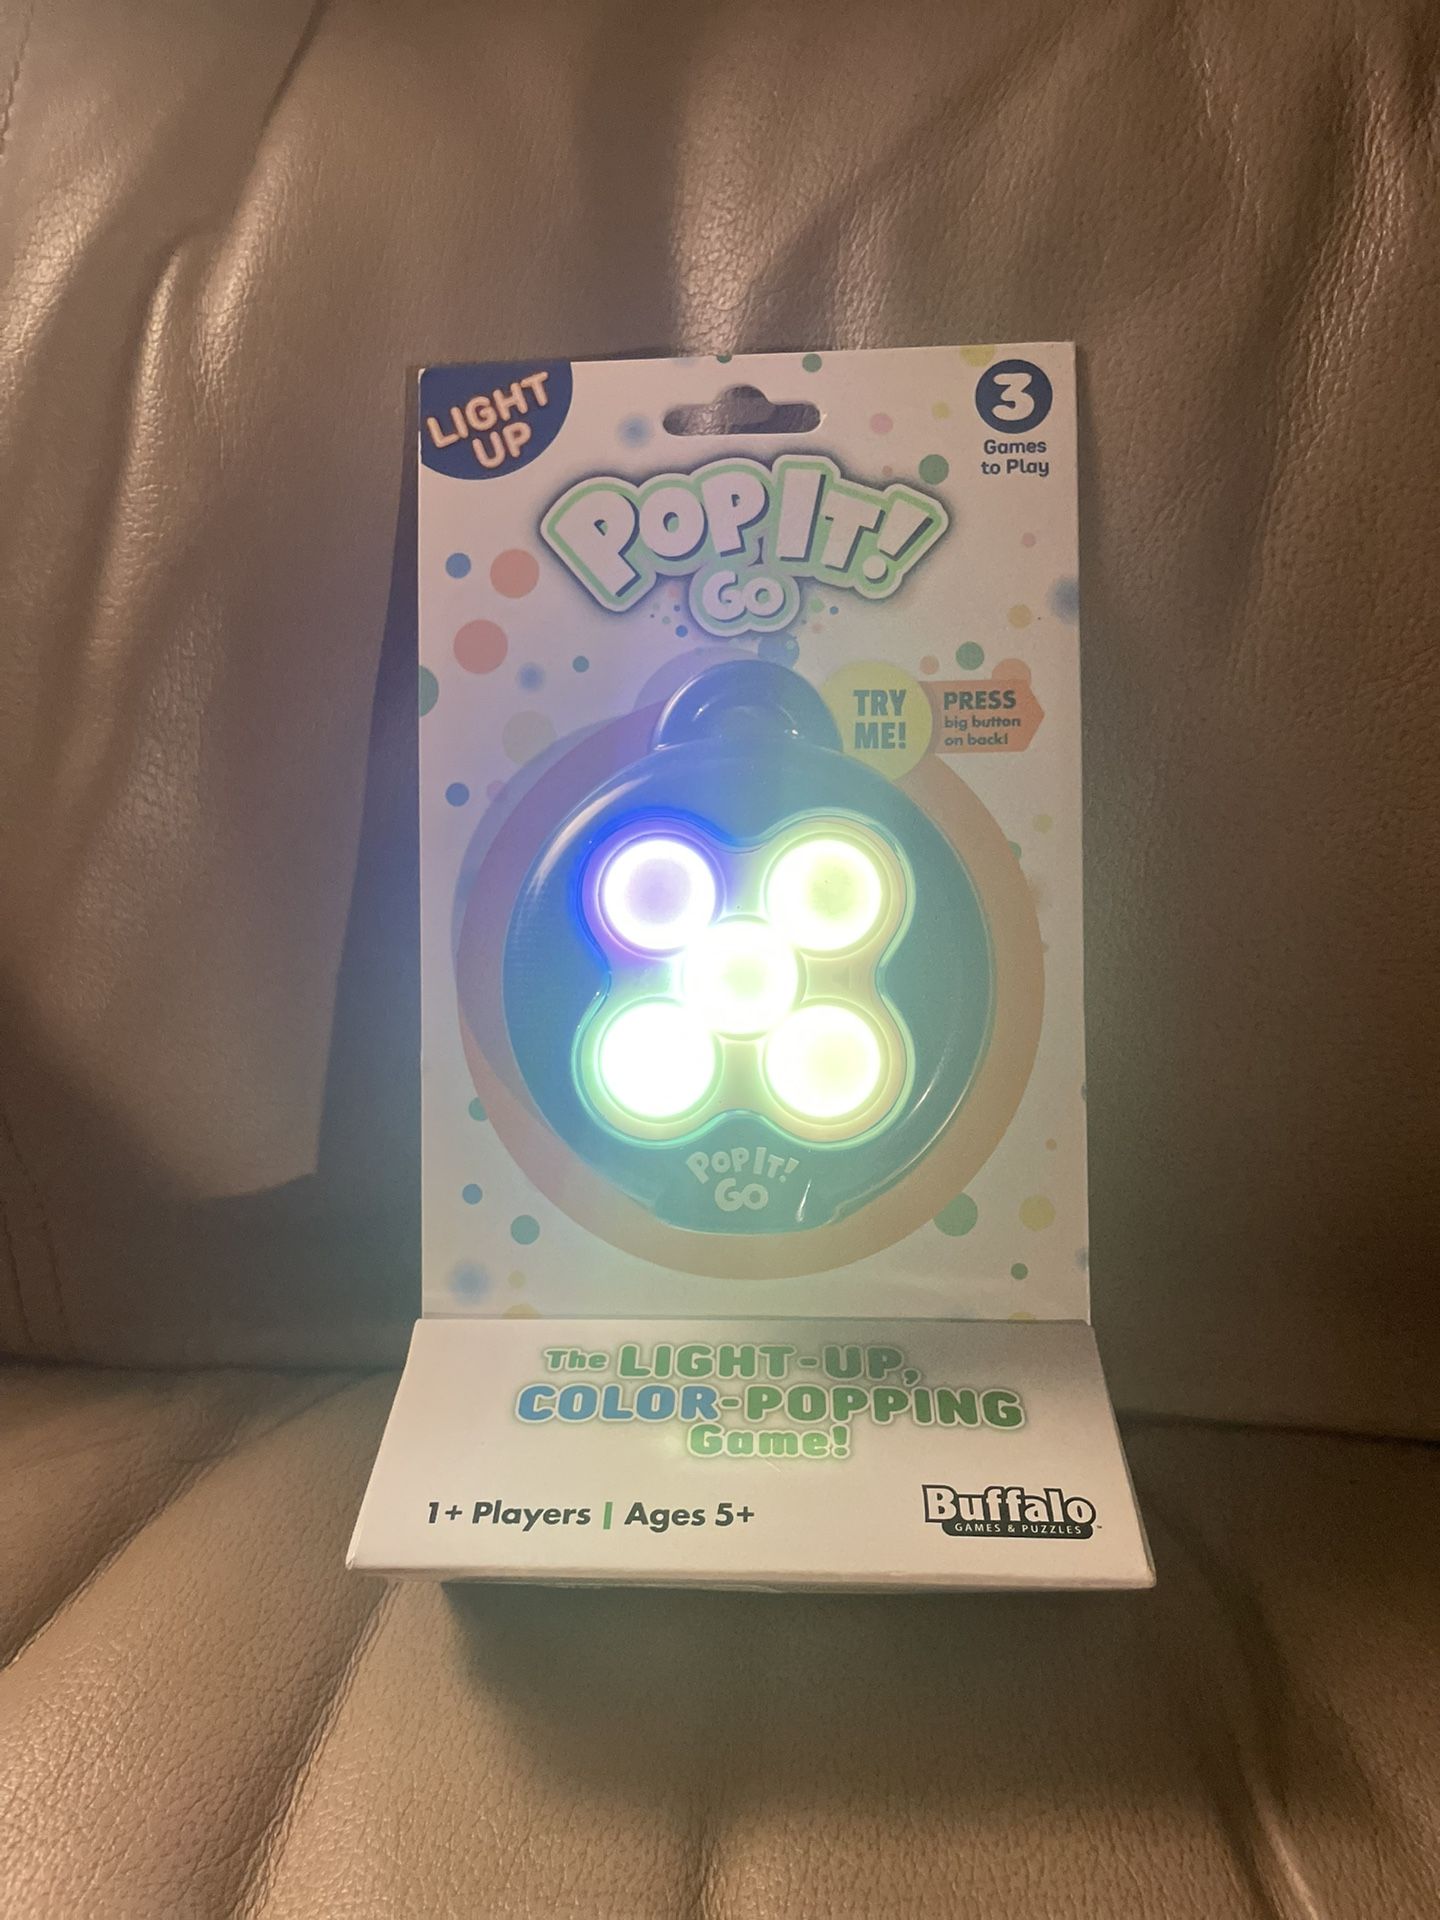 LIGHT
UP
3
Games
to Play
POP IT!
GO
TRY
ME!
PRESS
big button
on back!
POP IT!
GO
The LIGHT-UP,
COLOR-POPPING
Game!
1+ Players | Ages 5+
Buffalo
GAMES & PUZZLES